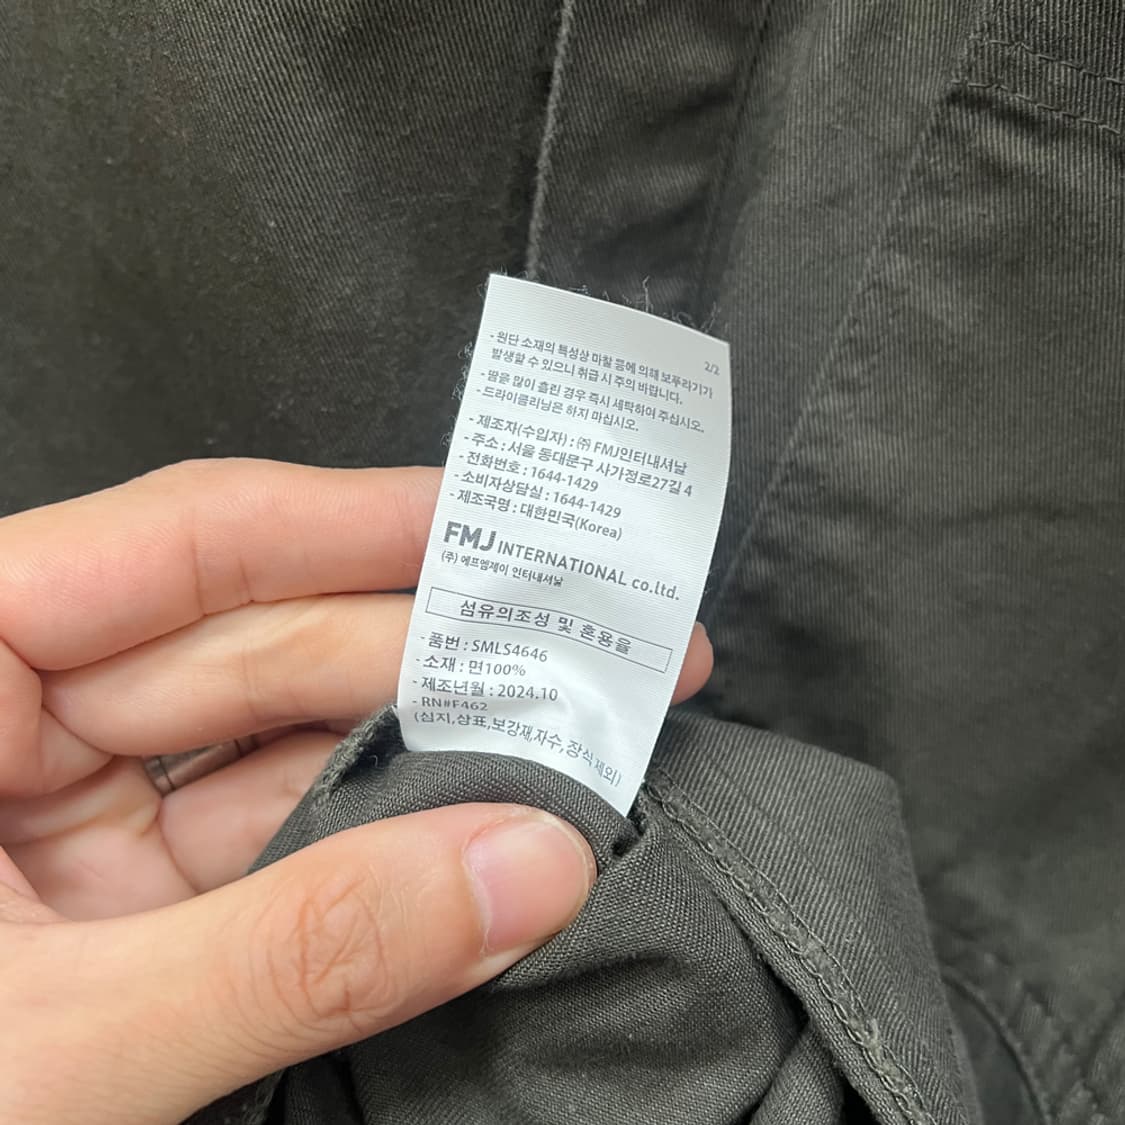 2/2
- 원단 소재의 특성상 마찰 등에 의해 보푸라기가
발생할 수 있으니 취급 시 주의 바랍니다.
- 땀을 많이 흘린 경우 즉시 세탁하여 주십시오.
- 드라이클리닝은 하지 마십시오.
- 제조자(수입자) : ㈜ FMJ인터내셔날
- 주소 : 서울 동대문구 사가정로27길 4
- 전화번호 : 1644-1429
- 소비자상담실 : 1644-1429
- 제조국명 : 대한민국(Korea)
FMJ INTERNATIONAL co.ltd.
(주) 에프엠제이 인터내셔날
섬유의조성 및 혼용율
- 품번 : SMLS4646
- 소재 : 면100%
- 제조년월 : 2024.10
- RN#F462
(심지,상표,보강재,자수,장식제외)